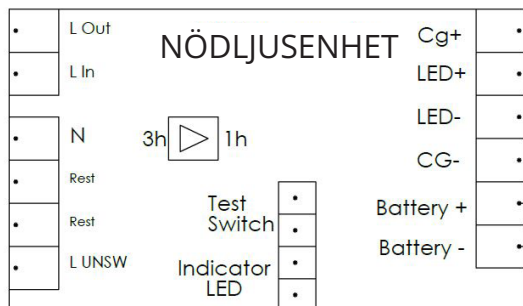 NÖDLJUSENHET
L Out
L In
N
Rest
Rest
L UNSW
3h
1h
Test
Switch
Indicator
LED
Cg+
LED+
LED-
CG-
Battery +
Battery -